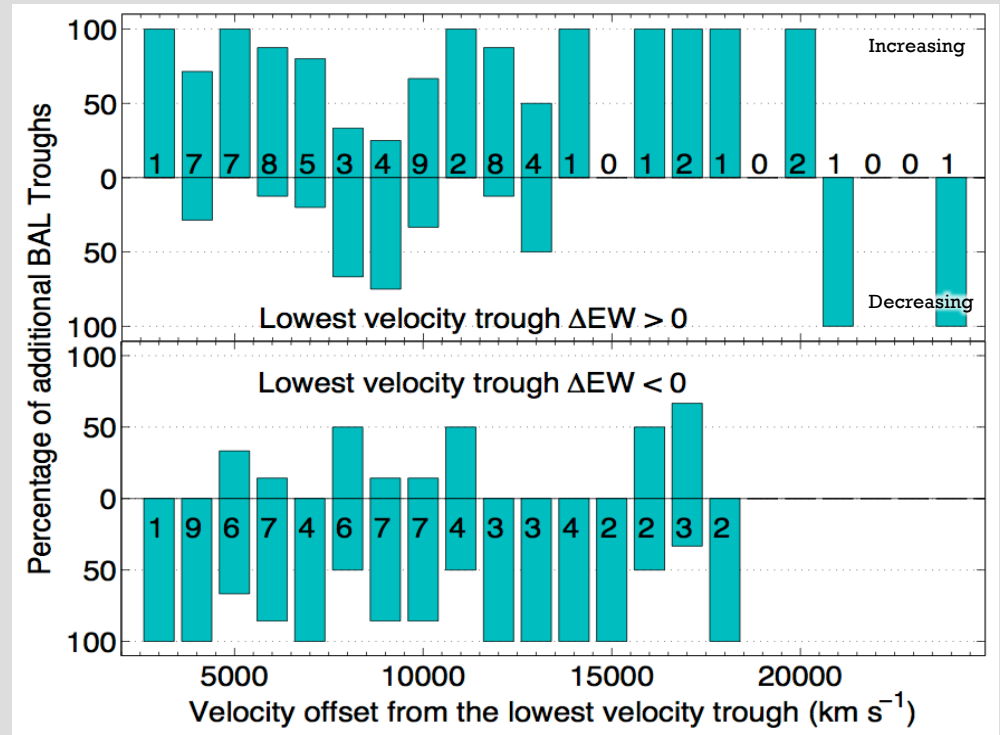 Percentage of additional BAL Troughs
100
50
0
50
100
Increasing
1 7 7 8 5 3 4 9 2 8 4 1 0 1 2 1 0 2 1 0 0 1
Decreasing
Lowest velocity trough ΔEW > 0
100
50
0
50
100
Lowest velocity trough ΔEW < 0
1 9 6 7 4 6 7 7 4 3 3 4 2 2 3 2
5000 10000 15000 20000
Velocity offset from the lowest velocity trough (km s⁻¹)